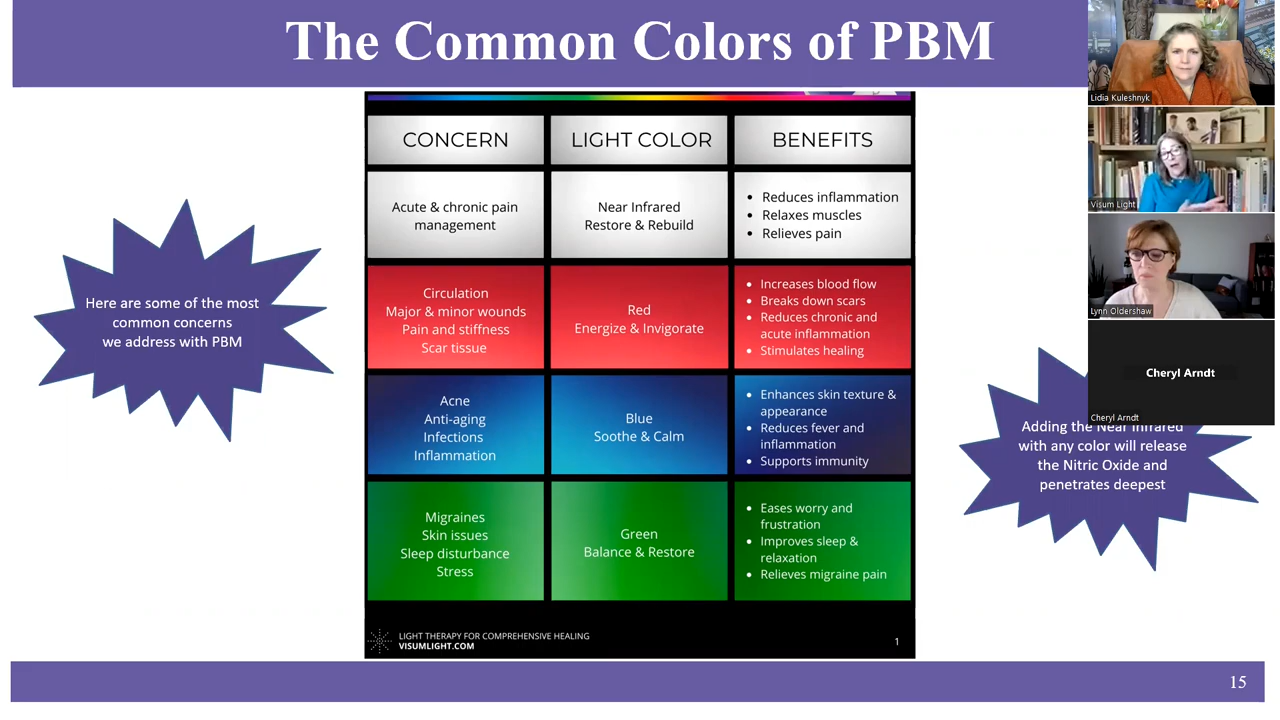 The Common Colors of PBM
Here are some of the most
common concerns
we address with PBM
CONCERN
LIGHT COLOR
BENEFITS
Acute & chronic pain
management
Near Infrared
Restore & Rebuild
• Reduces inflammation
• Relaxes muscles
• Relieves pain
Circulation
Major & minor wounds
Pain and stiffness
Scar tissue
Red
Energize & Invigorate
• Increases blood flow
• Breaks down scars
• Reduces chronic and
acute inflammation
• Stimulates healing
Acne
Anti-aging
Infections
Inflammation
Blue
Soothe & Calm
• Enhances skin texture &
appearance
• Reduces fever and
inflammation
• Supports immunity
Migraines
Skin issues
Sleep disturbance
Stress
Green
Balance & Restore
• Eases worry and
frustration
• Improves sleep &
relaxation
• Relieves migraine pain
LIGHT THERAPY FOR COMPREHENSIVE HEALING
VISUMLIGHT.COM
1
Adding the Near Infrared
with any color will release
the Nitric Oxide and
penetrates deepest
Lidia Kuleshnyk
Visum Light
Lynn Oldershaw
Cheryl Arndt
Cheryl Arndt
15